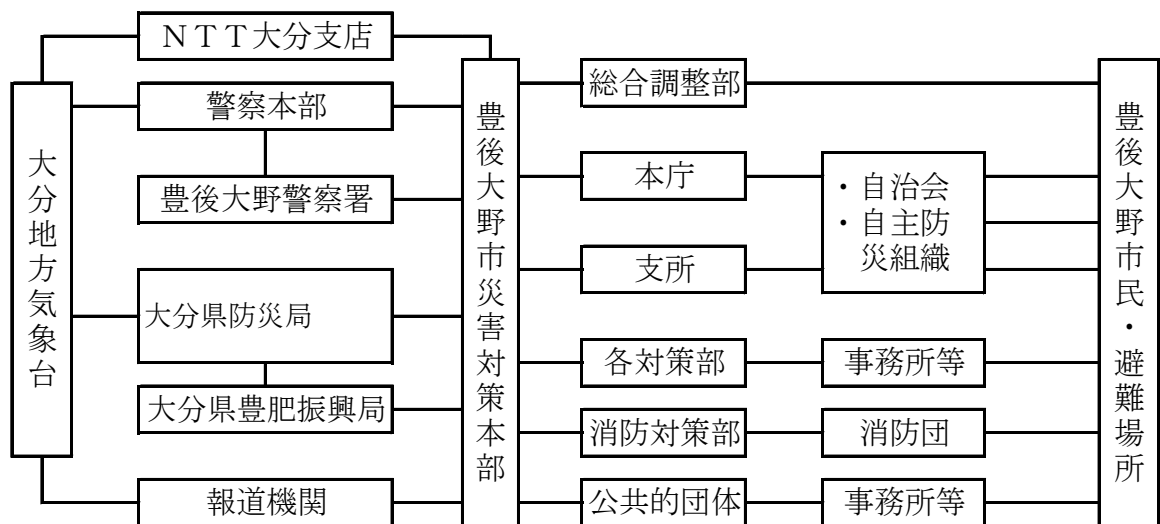 大分地方気象台
ＮＴＴ大分支店
警察本部
豊後大野警察署
大分県防災局
大分県豊肥振興局
報道機関
豊後大野市災害対策本部
総合調整部
本庁
支所
各対策部
消防対策部
公共的団体
・自治会
・自主防
災組織
事務所等
消防団
事務所等
豊後大野市民・避難場所